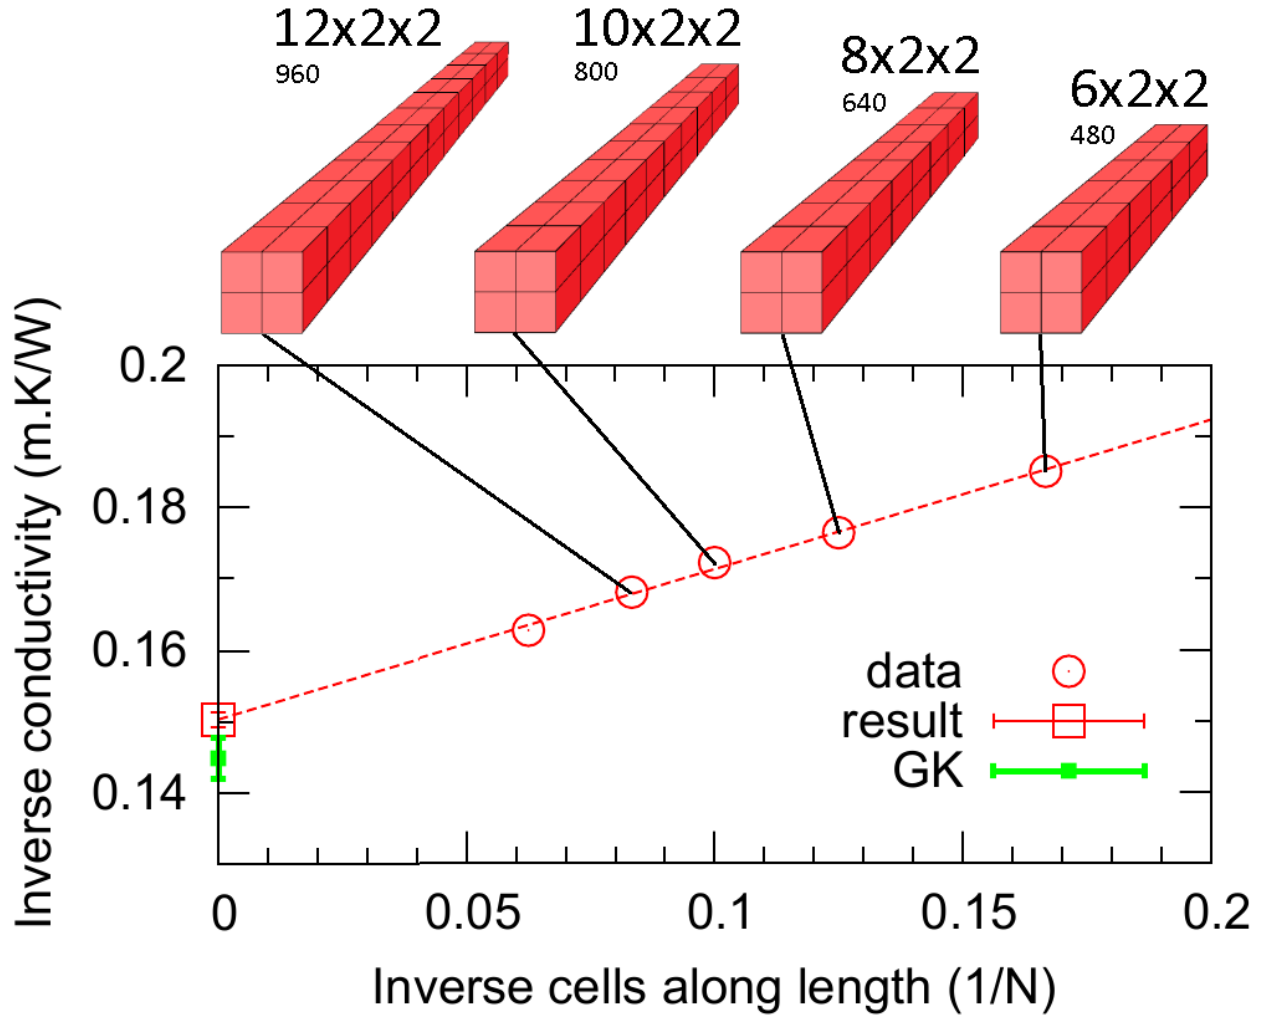 12x2x2
960
10x2x2
800
8x2x2
640
6x2x2
480
Inverse conductivity (m.K/W)
0.2
0.18
0.16
0.14
data
result
GK
0 0.05 0.1 0.15 0.2
Inverse cells along length (1/N)